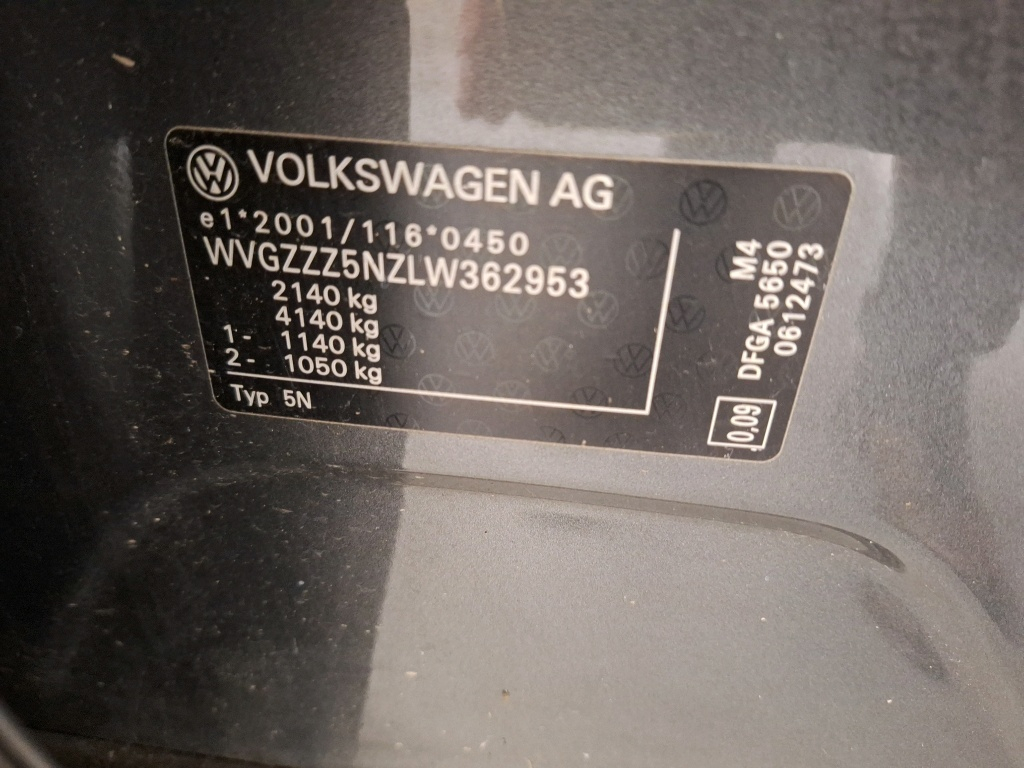 VOLKSWAGEN AG
e1*2001/116*0450
WVGZZZ5NZLW362953
2140 kg
4140 kg
1- 1140 kg
2- 1050 kg
Typ 5N
M4
DFGA 5650
0612473
0,09